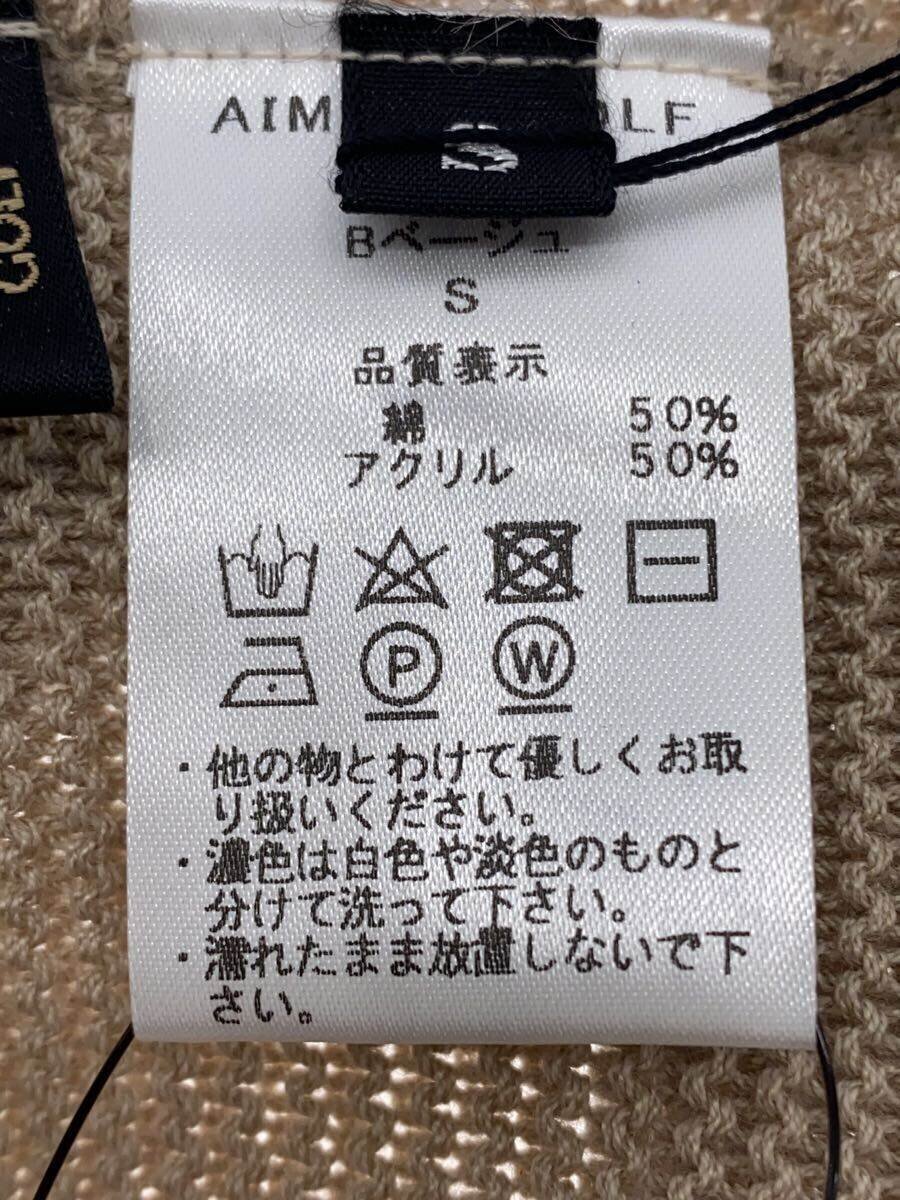 AIM
OLF
GOLF
S
Bベージュ
S
品質表示
綿 50%
アクリル 50%
P W
・他の物とわけて優しくお取
り扱いください。
・濃色は白色や淡色のものと
分けて洗って下さい。
・濡れたまま放置しないで下
さい。